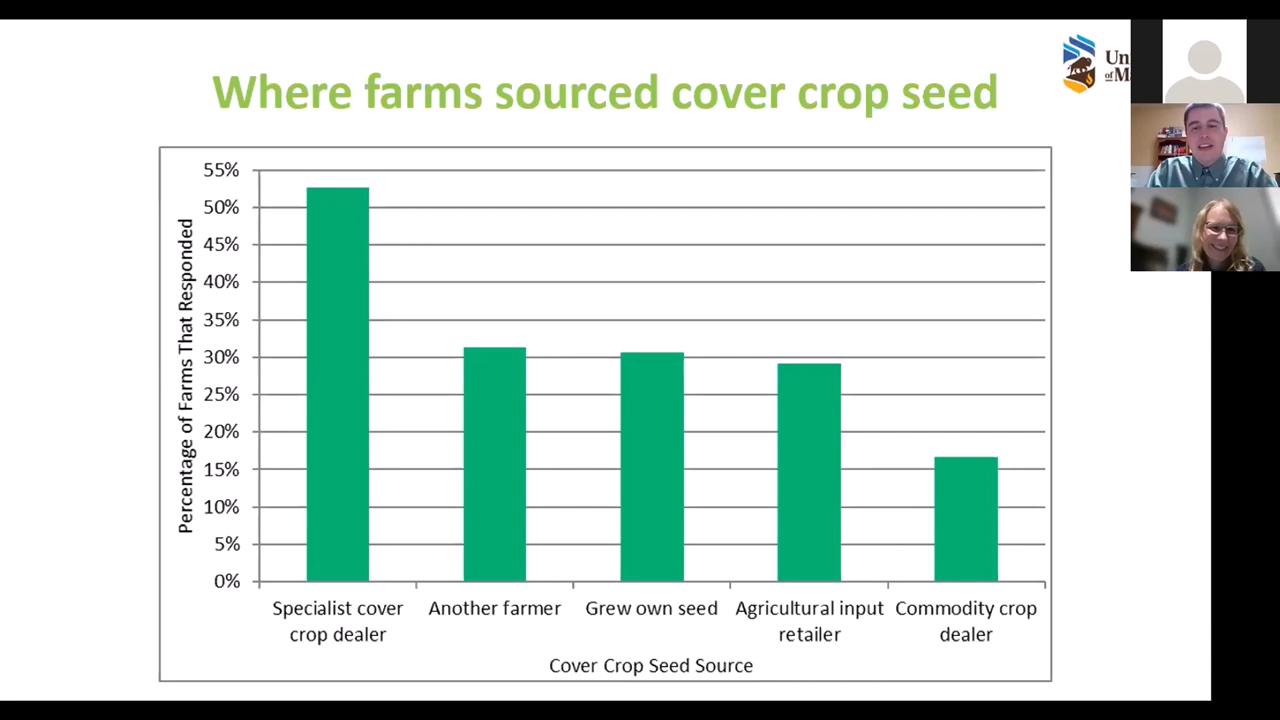 Where farms sourced cover crop seed
55%
50%
45%
40%
35%
30%
25%
20%
15%
10%
5%
0%
Percentage of Farms That Responded
Specialist cover
crop dealer
Another farmer
Grew own seed
Agricultural input
retailer
Commodity crop
dealer
Cover Crop Seed Source